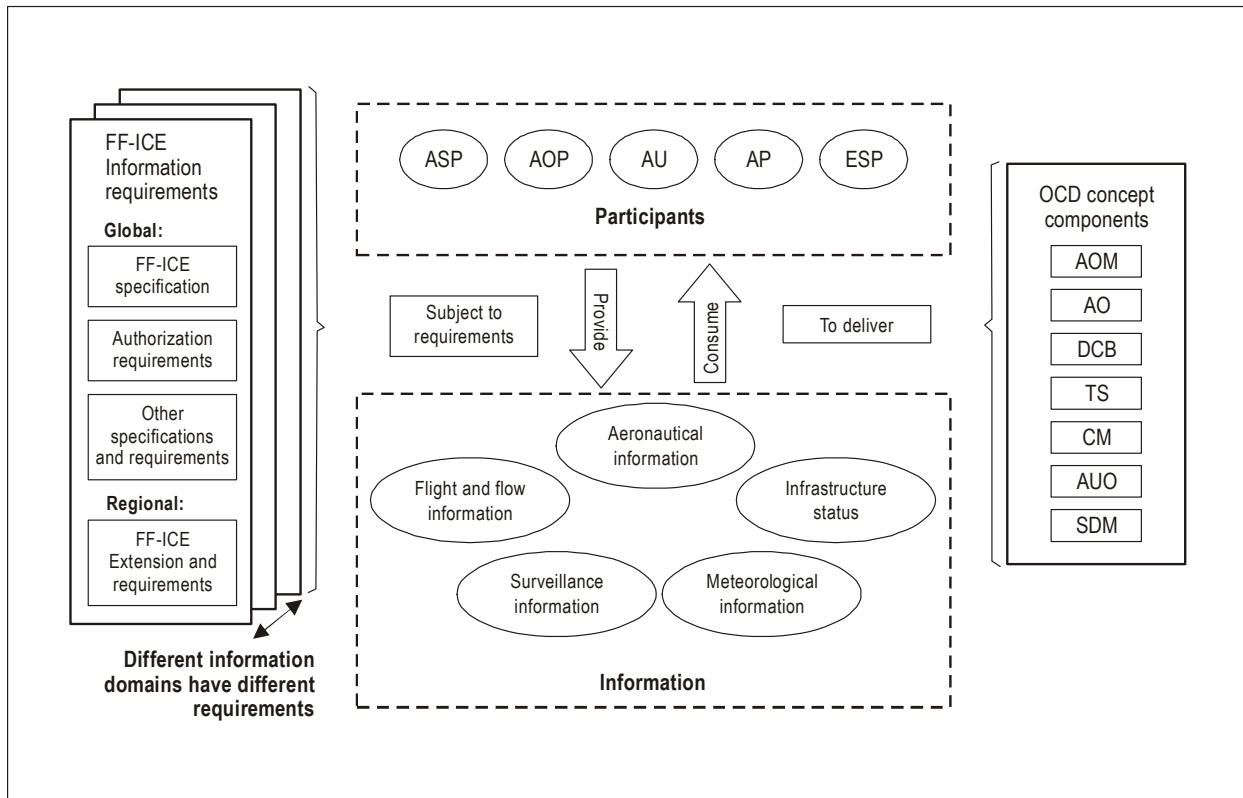 FF-ICE
Information
requirements
Global:
FF-ICE
specification
Authorization
requirements
Other
specifications
and requirements
Regional:
FF-ICE
Extension and
requirements
Different information
domains have different
requirements
ASP
AOP
AU
AP
ESP
Participants
Subject to
requirements
Provide
Consume
To deliver
Aeronautical
information
Flight and flow
information
Infrastructure
status
Surveillance
information
Meteorological
information
Information
OCD concept
components
AOM
AO
DCB
TS
CM
AUO
SDM